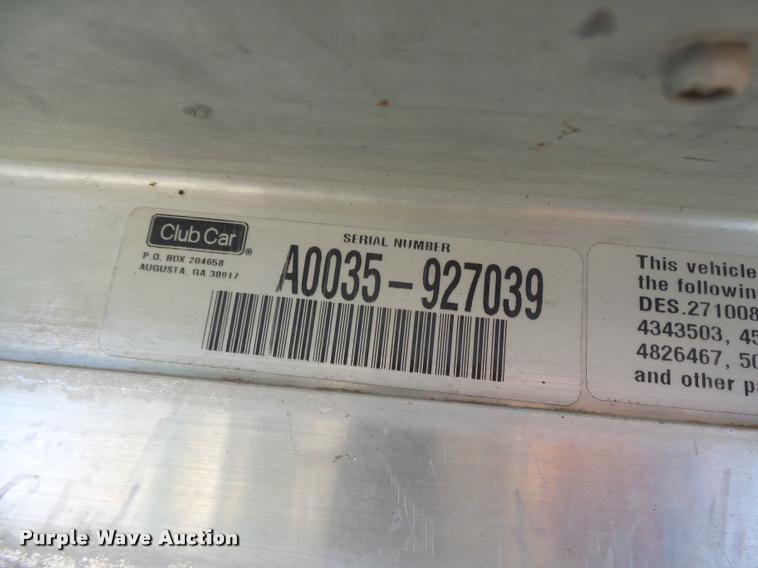 Club Car®
P.O. BOX 204658
AUGUSTA, GA 30917
SERIAL NUMBER
A0035-927039
This vehicle
the followin
DES.271008
4343503, 45
4826467, 50
and other p
Purple Wave Auction